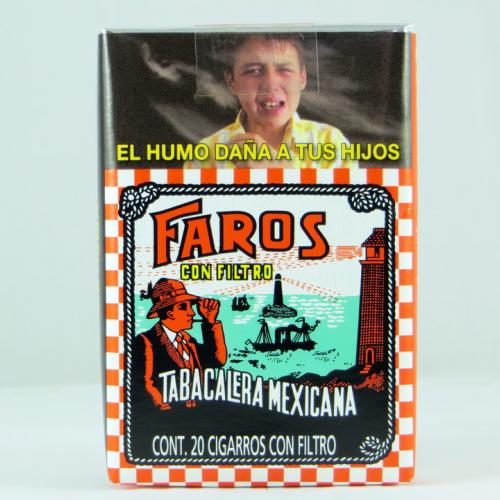 EL HUMO DAÑA A TUS HIJOS
FAROS
CON FILTRO
TABACALERA MEXICANA
CONT. 20 CIGARROS CON FILTRO